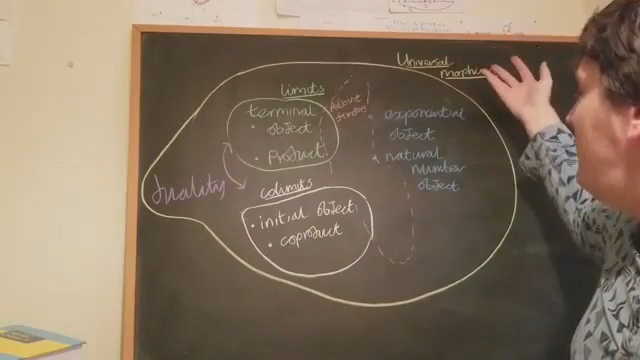 Universal
morphism
limits
terminal
• object
• Product
Adjoint
functors
exponential
object
natural
number
object
duality
colimits
• initial object
• coproduct